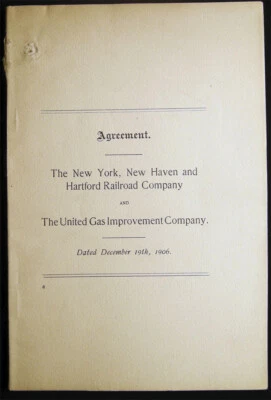 Agreement.
The New York, New Haven and
Hartford Railroad Company
AND
The United Gas Improvement Company.
Dated December 19th, 1906.